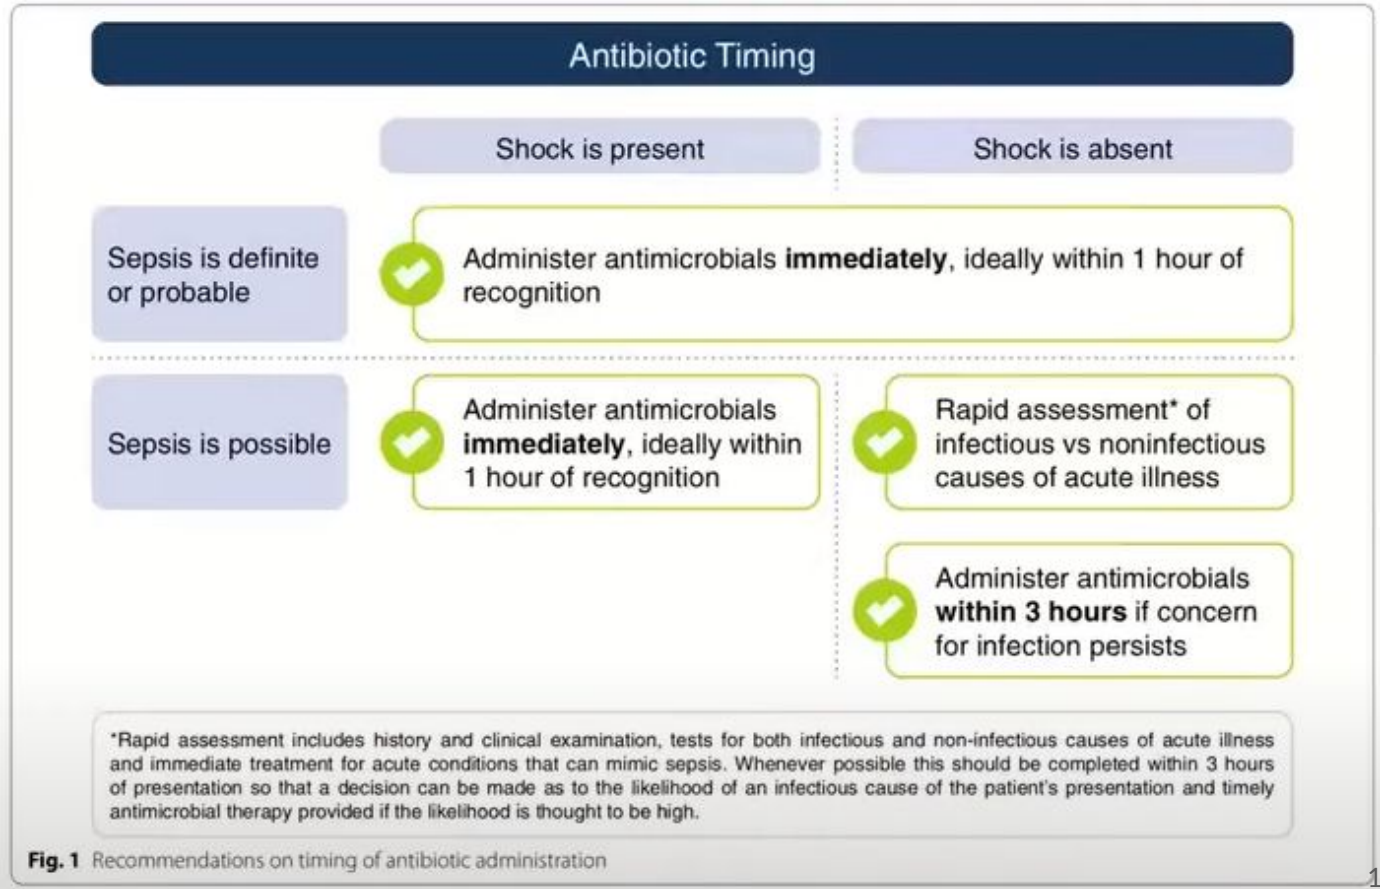 Antibiotic Timing
Shock is present
Shock is absent
Sepsis is definite
or probable
Administer antimicrobials immediately, ideally within 1 hour of
recognition
Sepsis is possible
Administer antimicrobials
immediately, ideally within
1 hour of recognition
Rapid assessment* of
infectious vs noninfectious
causes of acute illness
Administer antimicrobials
within 3 hours if concern
for infection persists
*Rapid assessment includes history and clinical examination, tests for both infectious and non-infectious causes of acute illness
and immediate treatment for acute conditions that can mimic sepsis. Whenever possible this should be completed within 3 hours
of presentation so that a decision can be made as to the likelihood of an infectious cause of the patient's presentation and timely
antimicrobial therapy provided if the likelihood is thought to be high.
Fig. 1 Recommendations on timing of antibiotic administration
1